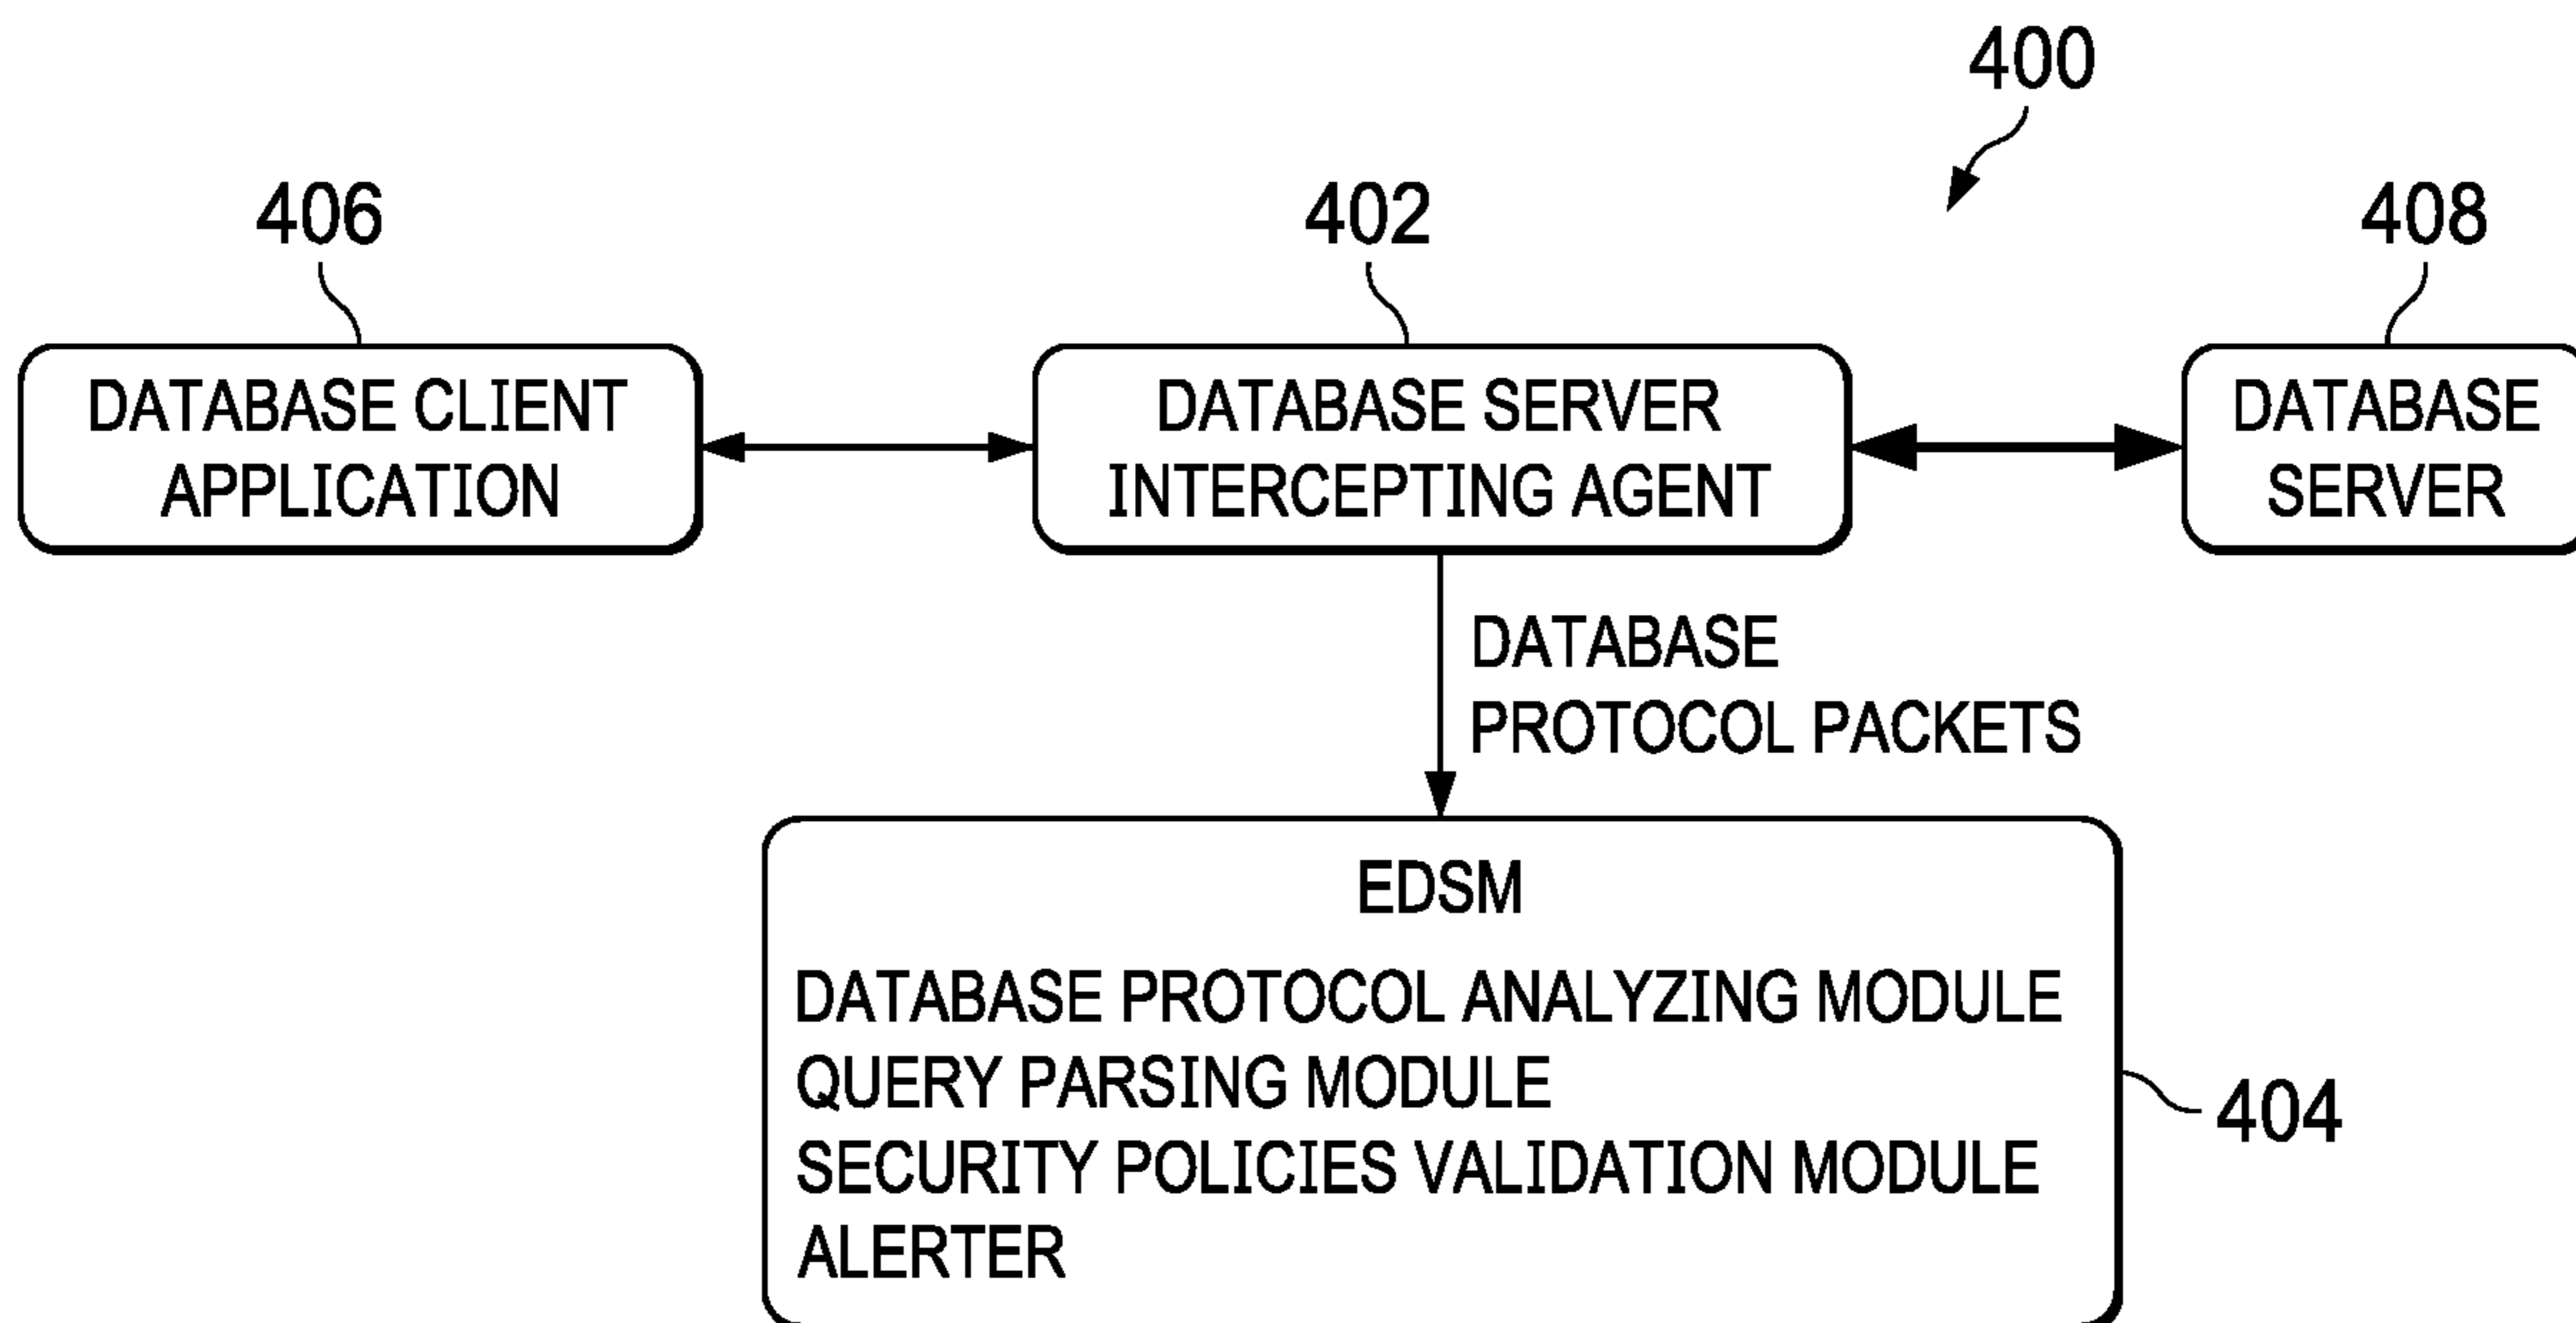 400
406
402
408
DATABASE CLIENT
APPLICATION
DATABASE SERVER
INTERCEPTING AGENT
DATABASE
SERVER
DATABASE
PROTOCOL PACKETS
EDSM
DATABASE PROTOCOL ANALYZING MODULE
QUERY PARSING MODULE
SECURITY POLICIES VALIDATION MODULE
ALERTER
404